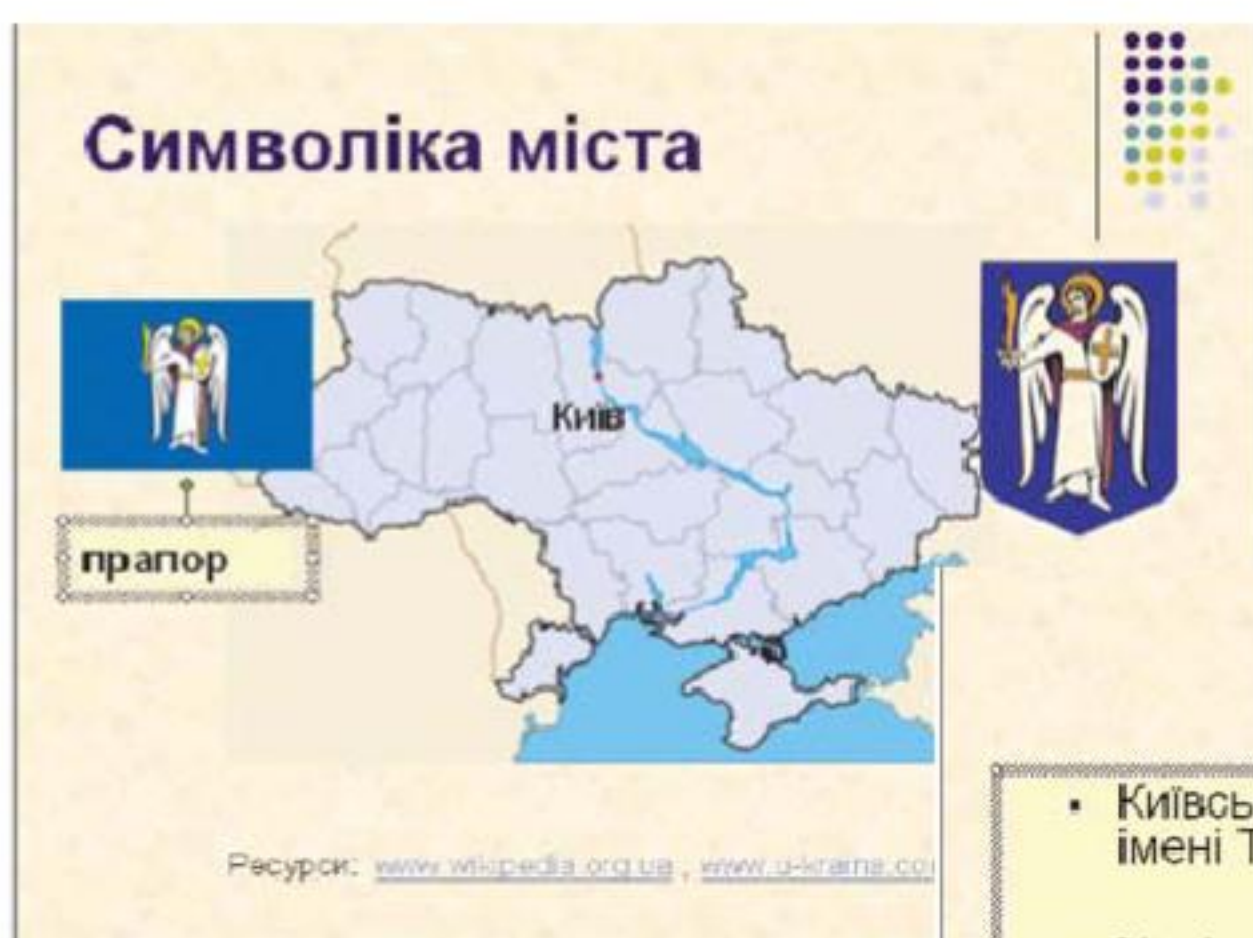 Символіка міста
Київ
прапор
Ресурси: www.wikipedia.org.ua , www.u-kraina.co
▪ Київсь
імені Т